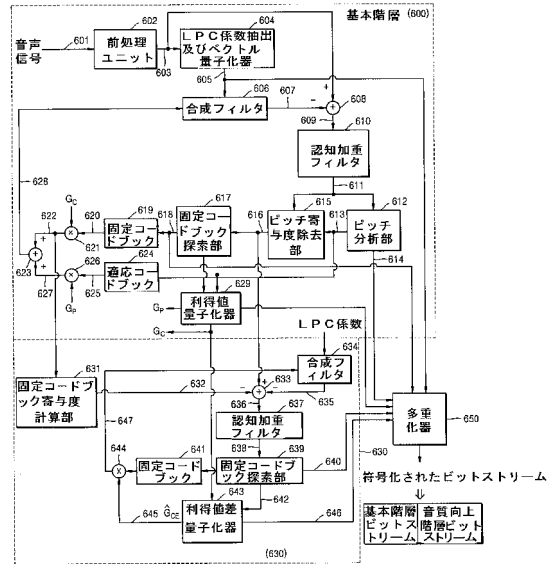 基本階層
(600)
音声
信号
601
602
前処理
ユニット
603
604
LPC係数抽出
及びベクトル
量子化器
605
606
合成フィルタ
607
+
−
+
608
609
610
認知加重
フィルタ
611
628
617
固定コー
ドブック
探索部
618
615
ピッチ寄
与度除去
部
616
613
612
ピッチ
分析部
614
GC
622
620
619
固定コー
ドブック
×
621
+
+
+
623
626
624
適応コー
ドブック
×
627
625
GP
629
利得値
量子化器
GP
GC
LPC係数
634
合成フ
ィルタ
631
固定コードブ
ック寄与度
計算部
632
−
+
−
+
633
635
636
637
認知加重
フィルタ
638
647
644
641
固定コード
ブック
639
固定コードブ
ック探索部
640
×
642
643
利得値差
量子化器
645
ĜCE
646
630
(630)
多重
化器
650
符号化されたビットストリーム
基本階層
ビットス
トリーム
音質向上
階層ビット
ストリーム